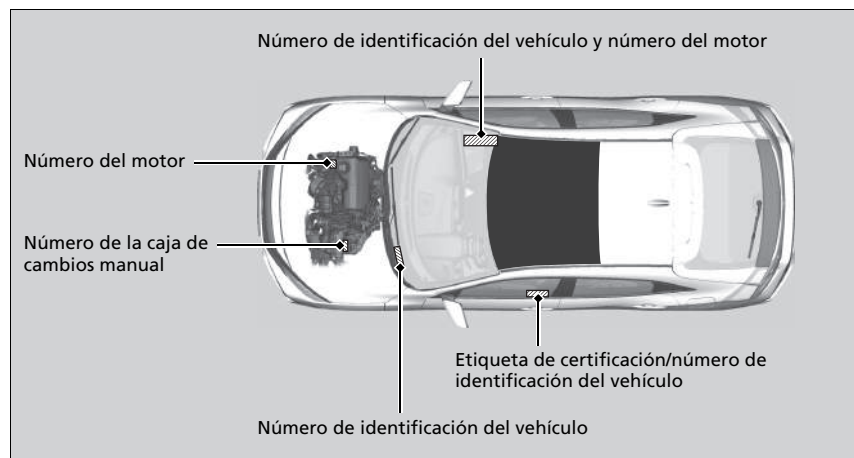 Número de identificación del vehículo y número del motor
Número del motor
Número de la caja de
cambios manual
Etiqueta de certificación/número de
identificación del vehículo
Número de identificación del vehículo